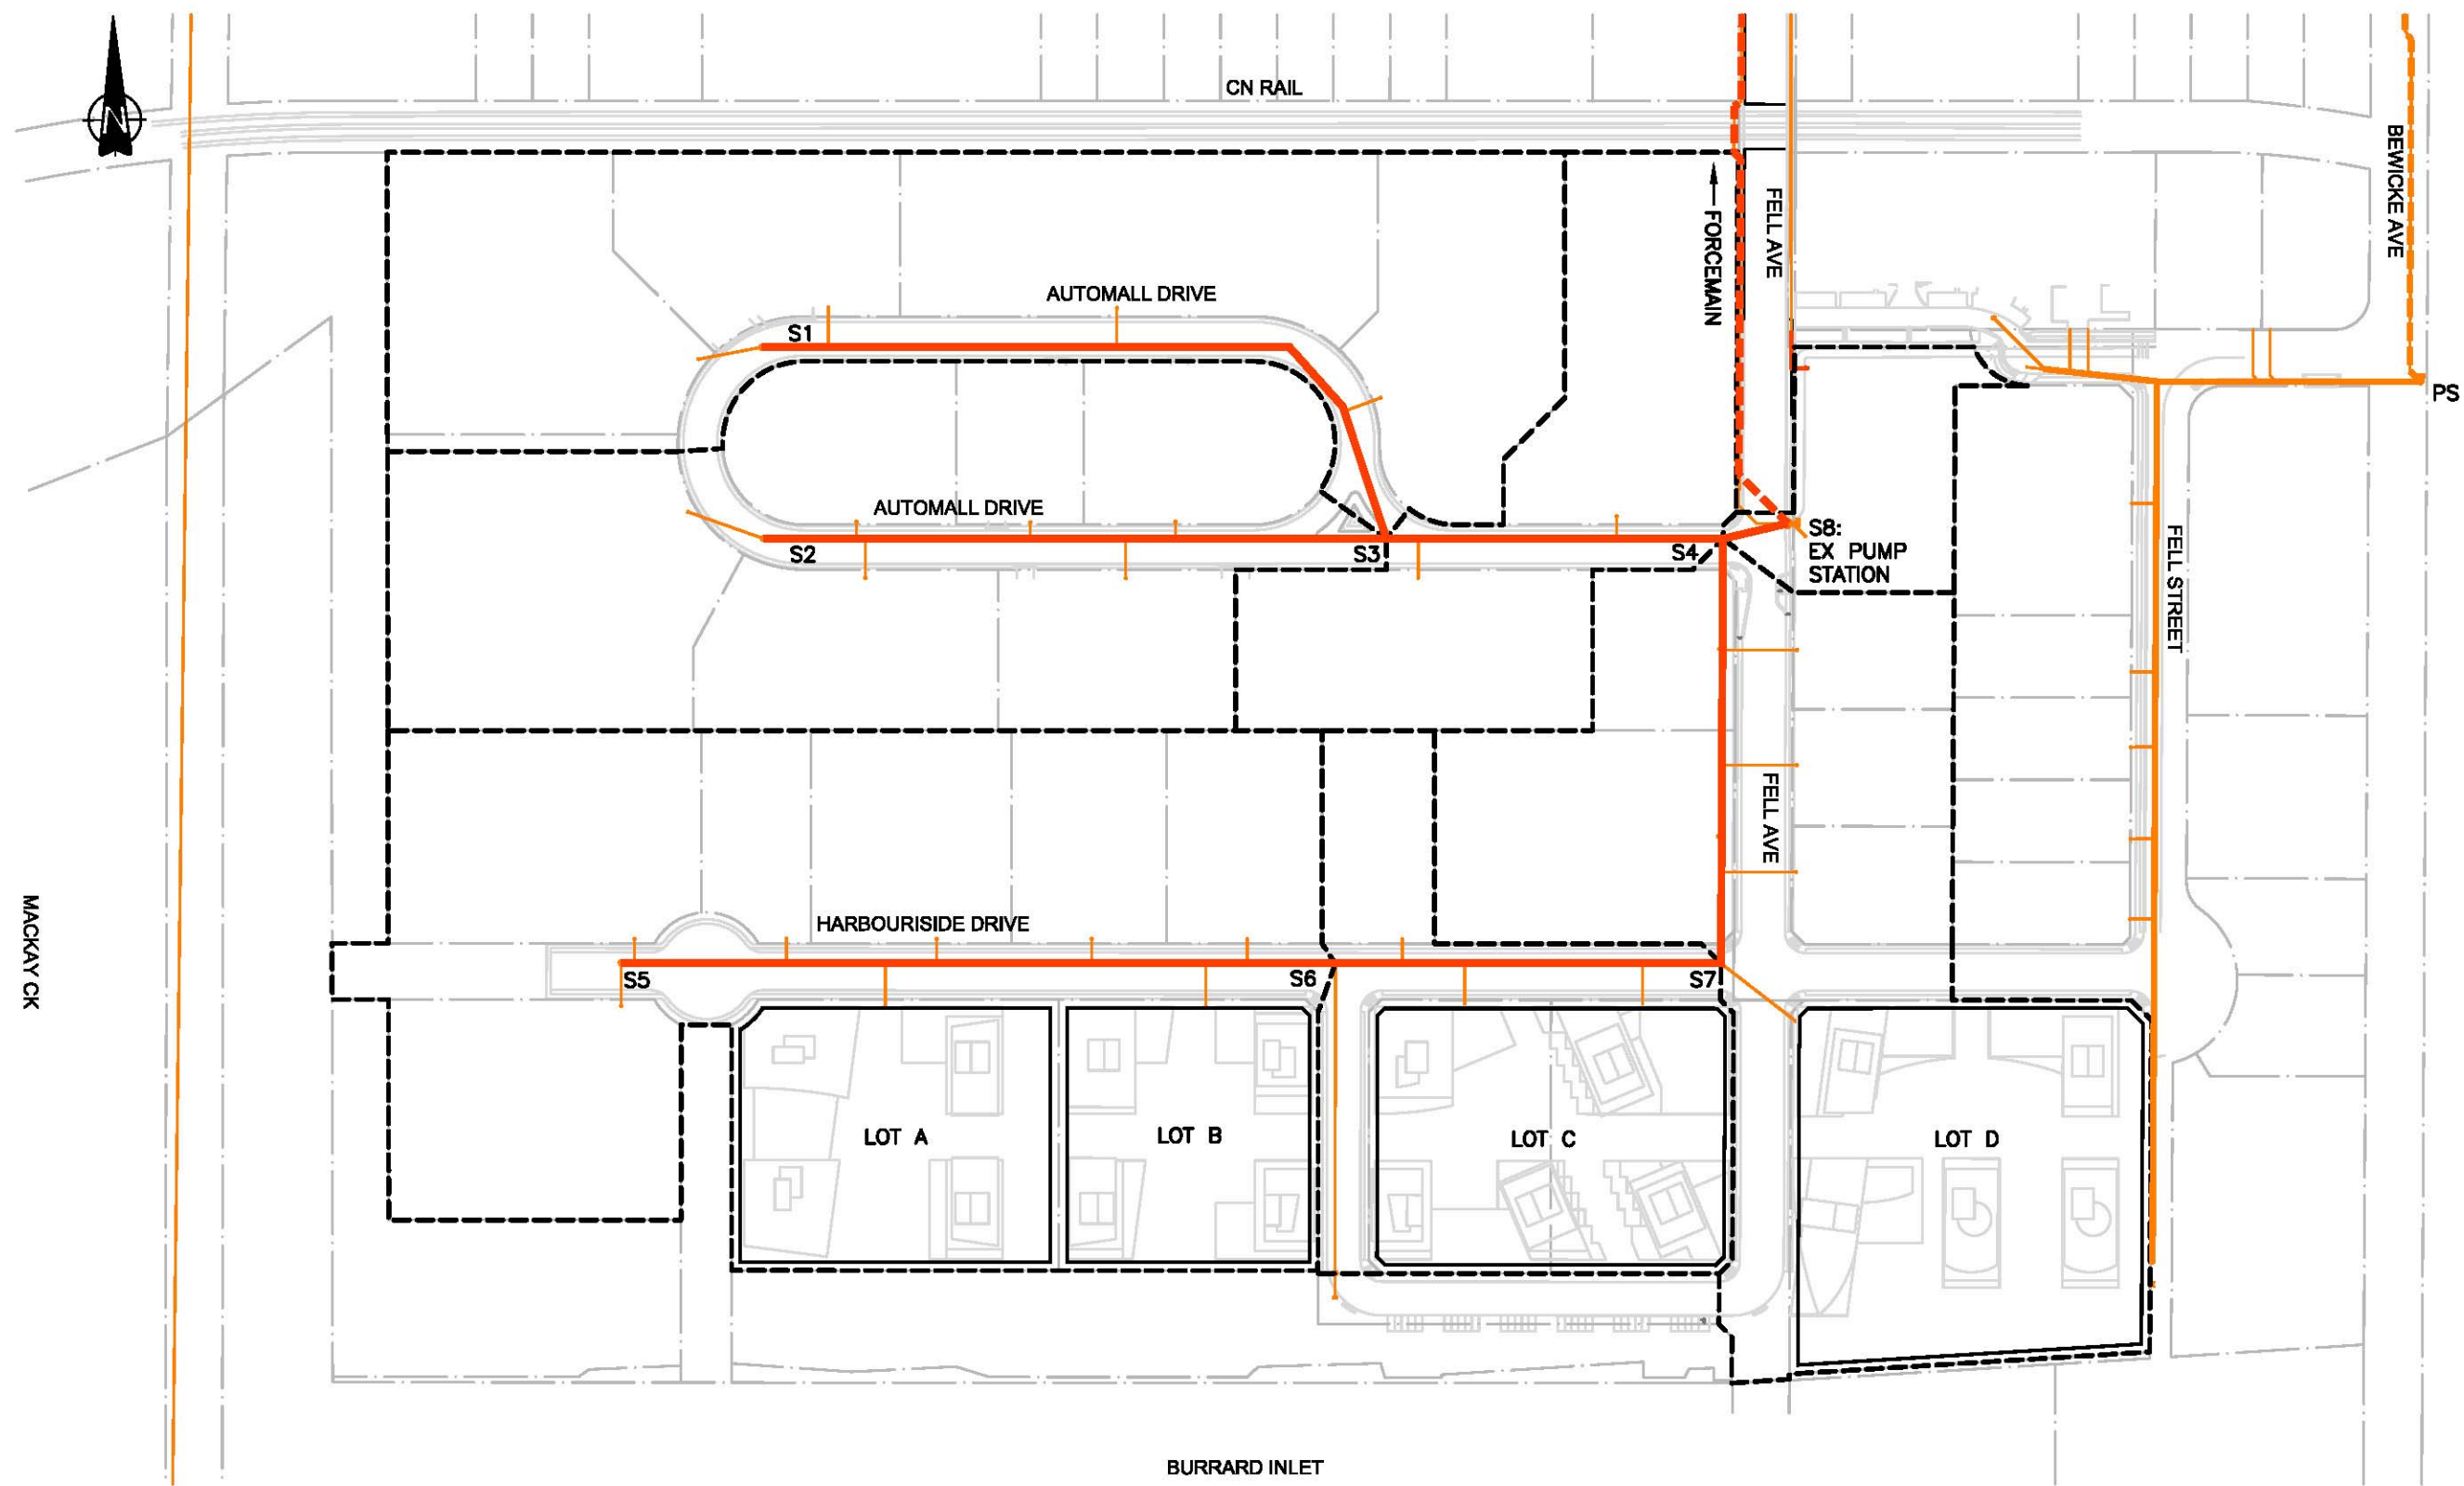 N
CN RAIL
BEWICKE AVE
FELL AVE
FORCEMAIN
AUTOMALL DRIVE
S1
PS
AUTOMALL DRIVE
S2
S3
S4
S8:
EX PUMP
STATION
FELL STREET
FELL AVE
MACKAY CK
HARBOURISIDE DRIVE
S5
S6
S7
LOT A
LOT B
LOT C
LOT D
BURRARD INLET